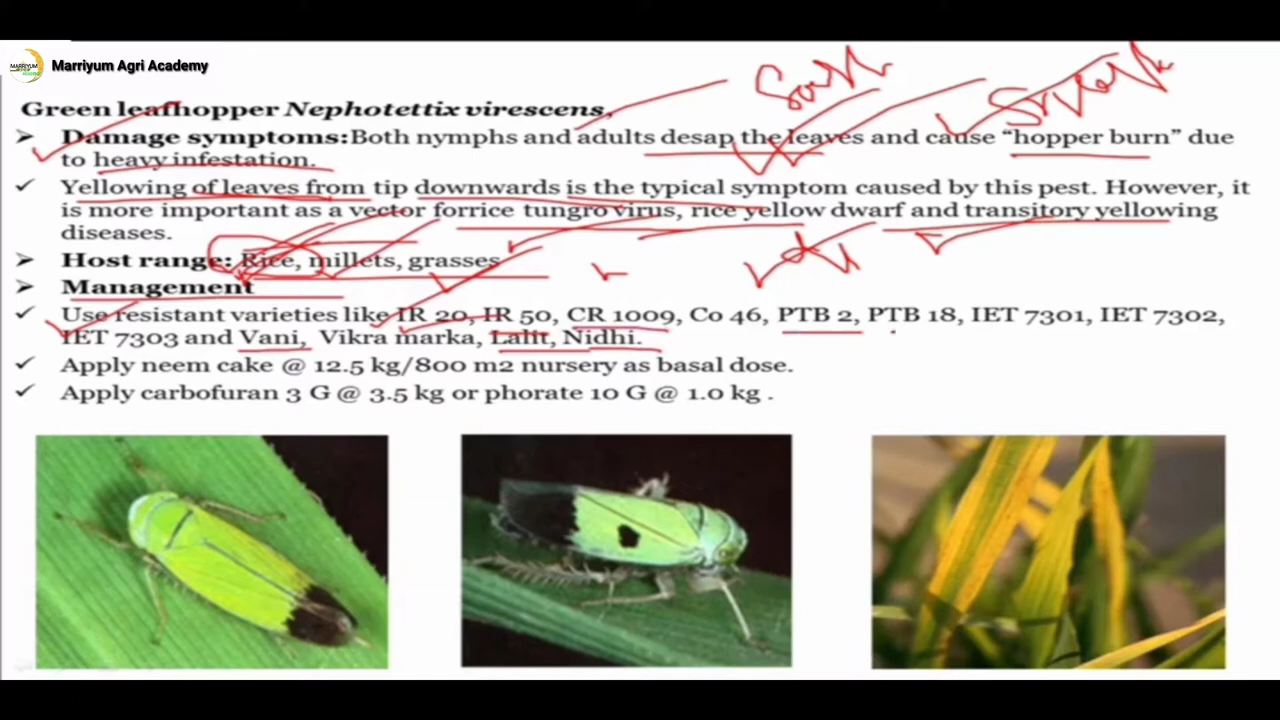 MARRIYUM
Marriyum Agri Academy
Green leafhopper Nephotettix virescens,
➤ Damage symptoms:Both nymphs and adults desap the leaves and cause “hopper burn” due
to heavy infestation.
✓ Yellowing of leaves from tip downwards is the typical symptom caused by this pest. However, it
is more important as a vector forrice tungro virus, rice yellow dwarf and transitory yellowing
diseases.
➤ Host range: Rice, millets, grasses
➤ Management
✓ Use resistant varieties like IR 20, IR 50, CR 1009, Co 46, PTB 2, PTB 18, IET 7301, IET 7302,
IET 7303 and Vani, Vikra marka, Lalit, Nidhi.
✓ Apply neem cake @ 12.5 kg/800 m2 nursery as basal dose.
✓ Apply carbofuran 3 G @ 3.5 kg or phorate 10 G @ 1.0 kg .